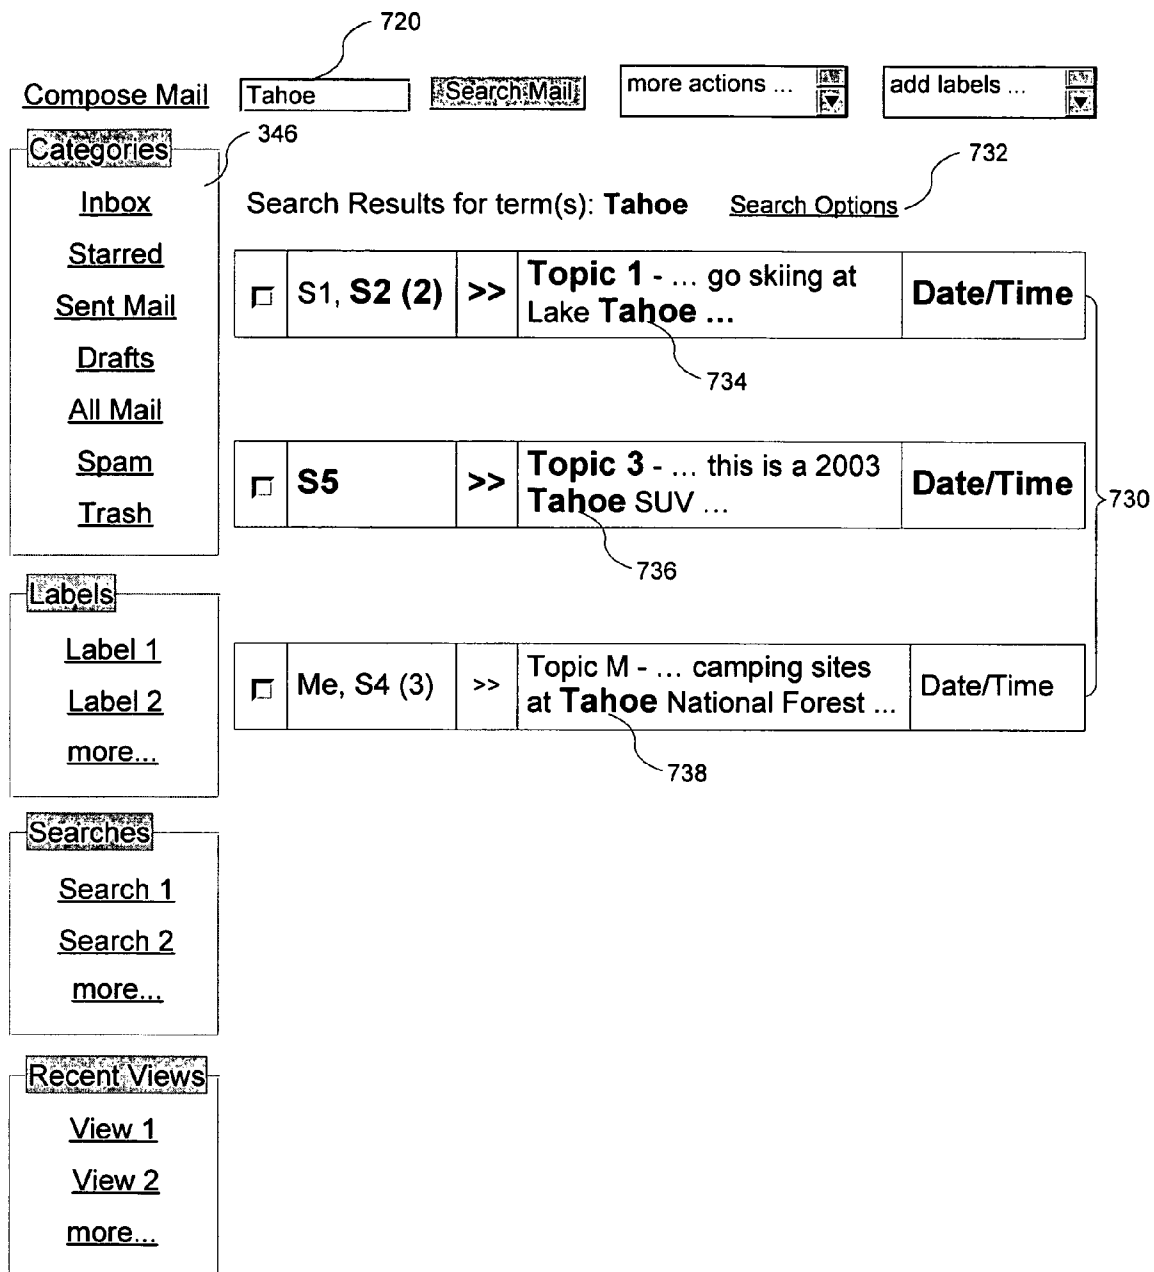 720
Compose Mail Tahoe Search Mail more actions ... add labels ...
Categories 346
732
Inbox
Search Results for term(s): Tahoe Search Options
Starred
Sent Mail
Drafts
All Mail
Spam
Trash
S1, S2 (2) >> Topic 1 - ... go skiing at
Lake Tahoe ... Date/Time
734
S5 >> Topic 3 - ... this is a 2003
Tahoe SUV ... Date/Time
730
736
Labels
Label 1
Label 2
more...
Me, S4 (3) >> Topic M - ... camping sites
at Tahoe National Forest ... Date/Time
738
Searches
Search 1
Search 2
more...
Recent Views
View 1
View 2
more...